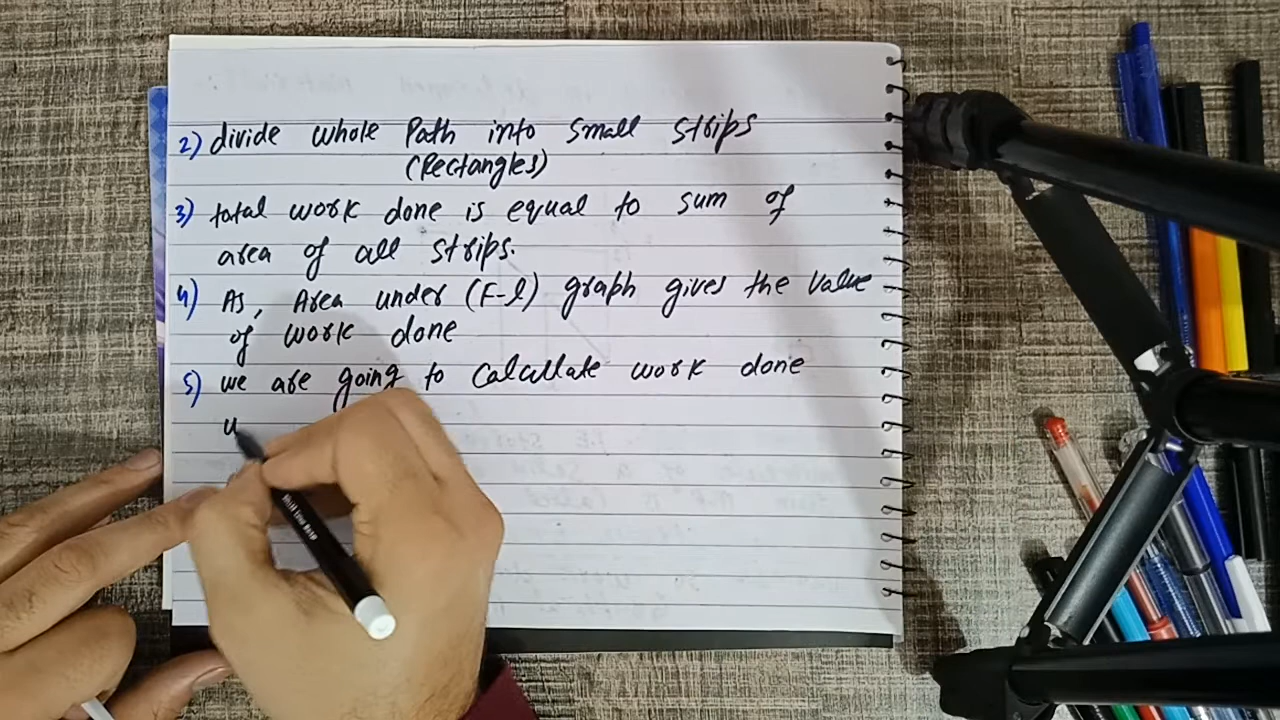 2) divide whole Path into small strips
(Rectangles)
3) total work done is equal to sum of
area of all strips.
4) As, Area under (F-l) graph gives the value
of work done
5) we are going to calculate work done
u